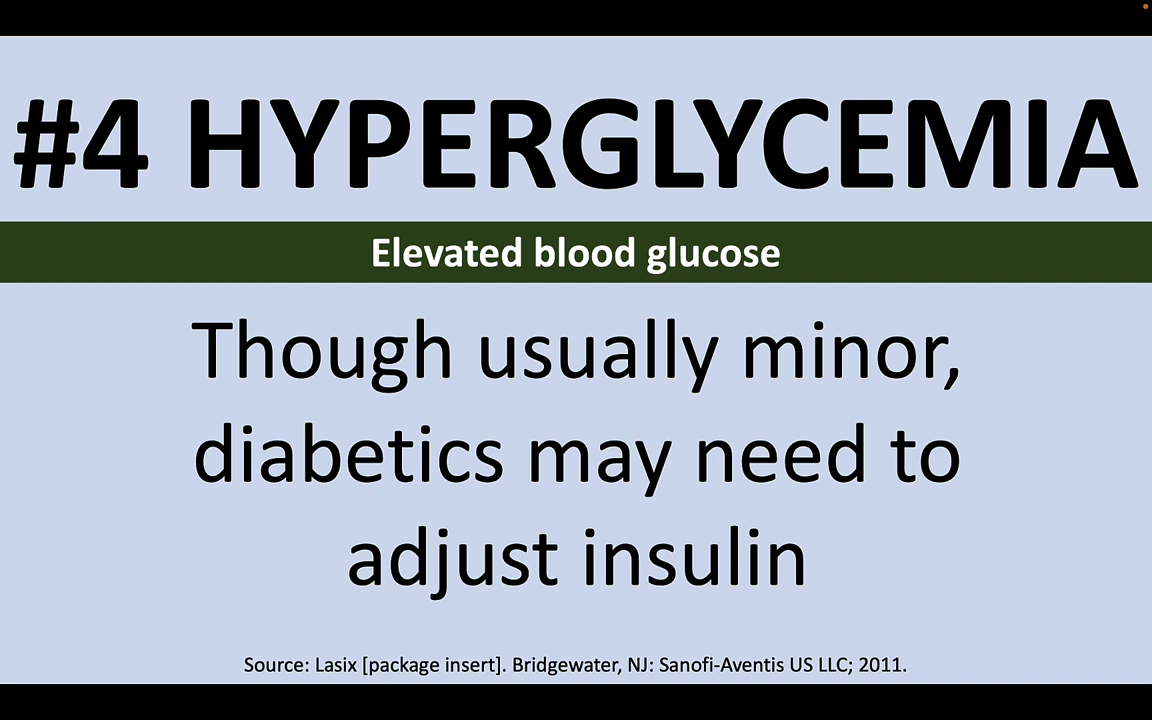 #4 HYPERGLYCEMIA
Elevated blood glucose
Though usually minor,
diabetics may need to
adjust insulin
Source: Lasix [package insert]. Bridgewater, NJ: Sanofi-Aventis US LLC; 2011.